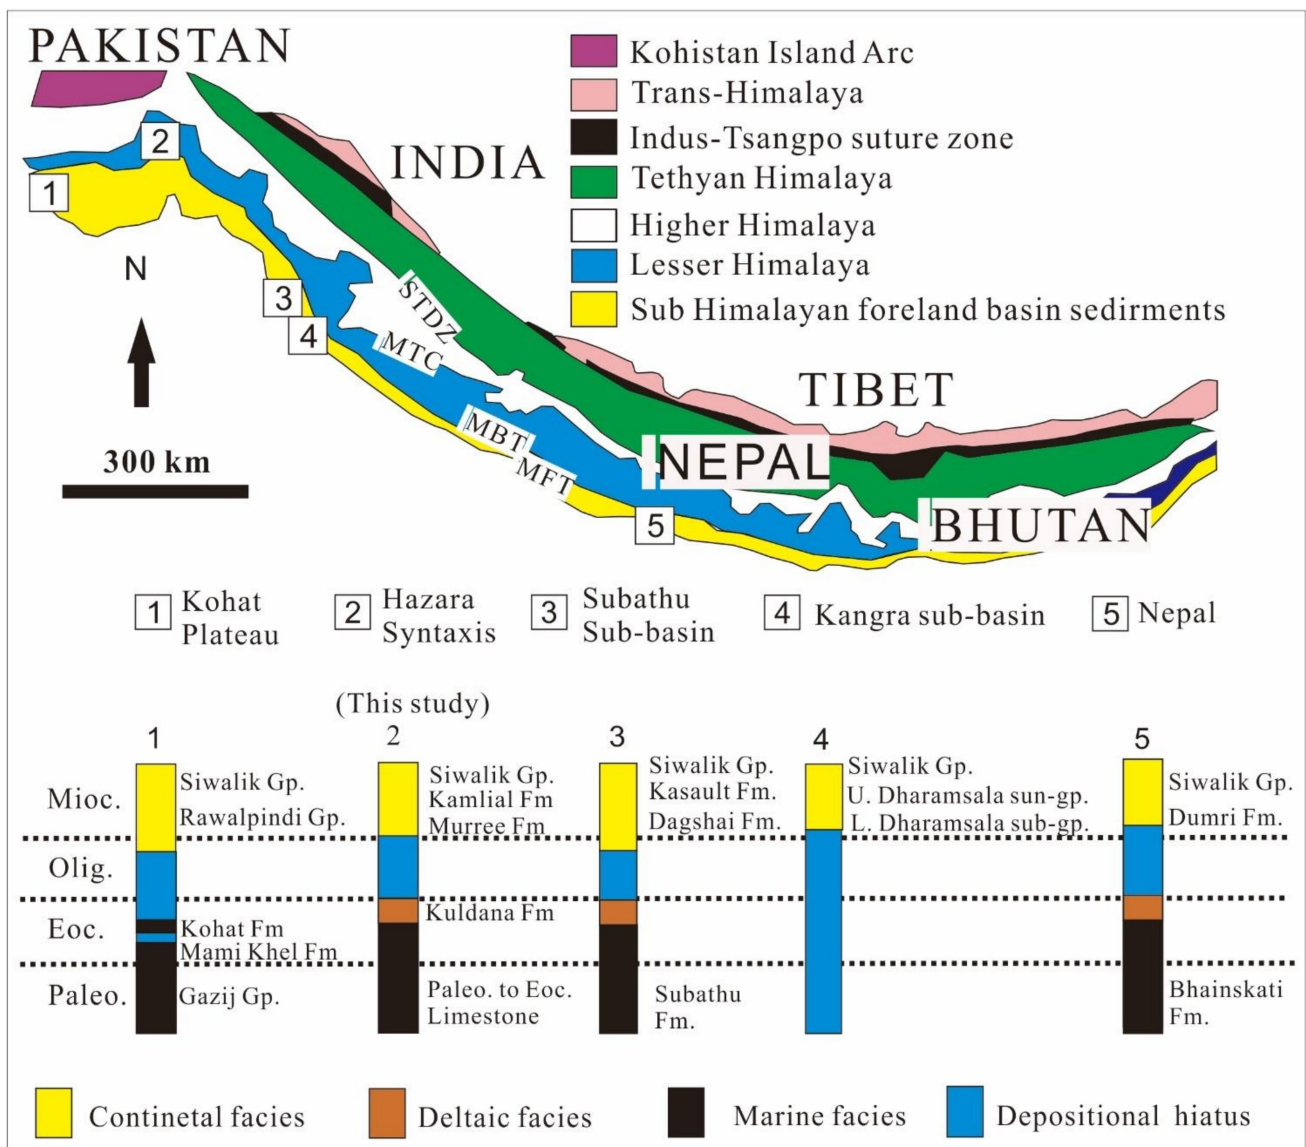 PAKISTAN
Kohistan Island Arc
Trans-Himalaya
Indus-Tsangpo suture zone
INDIA
Tethyan Himalaya
Higher Himalaya
Lesser Himalaya
Sub Himalayan foreland basin sedirments
2
1
N
3
4
STDZ
MTC
TIBET
MBT
MFT
NEPAL
300 km
5
BHUTAN
1 Kohat
Plateau
2 Hazara
Syntaxis
3 Subathu
Sub-basin
4 Kangra sub-basin
5 Nepal
(This study)
1 2 3 4 5
Mioc.
Siwalik Gp.
Rawalpindi Gp.
Siwalik Gp.
Kamlial Fm
Murree Fm
Siwalik Gp.
Kasault Fm.
Dagshai Fm.
Siwalik Gp.
U. Dharamsala sun-gp.
L. Dharamsala sub-gp.
Siwalik Gp.
Dumri Fm.
Olig.
Eoc.
Kohat Fm
Mami Khel Fm
Kuldana Fm
Paleo.
Gazij Gp.
Paleo. to Eoc.
Limestone
Subathu
Fm.
Bhainskati
Fm.
Continetal facies
Deltaic facies
Marine facies
Depositional hiatus